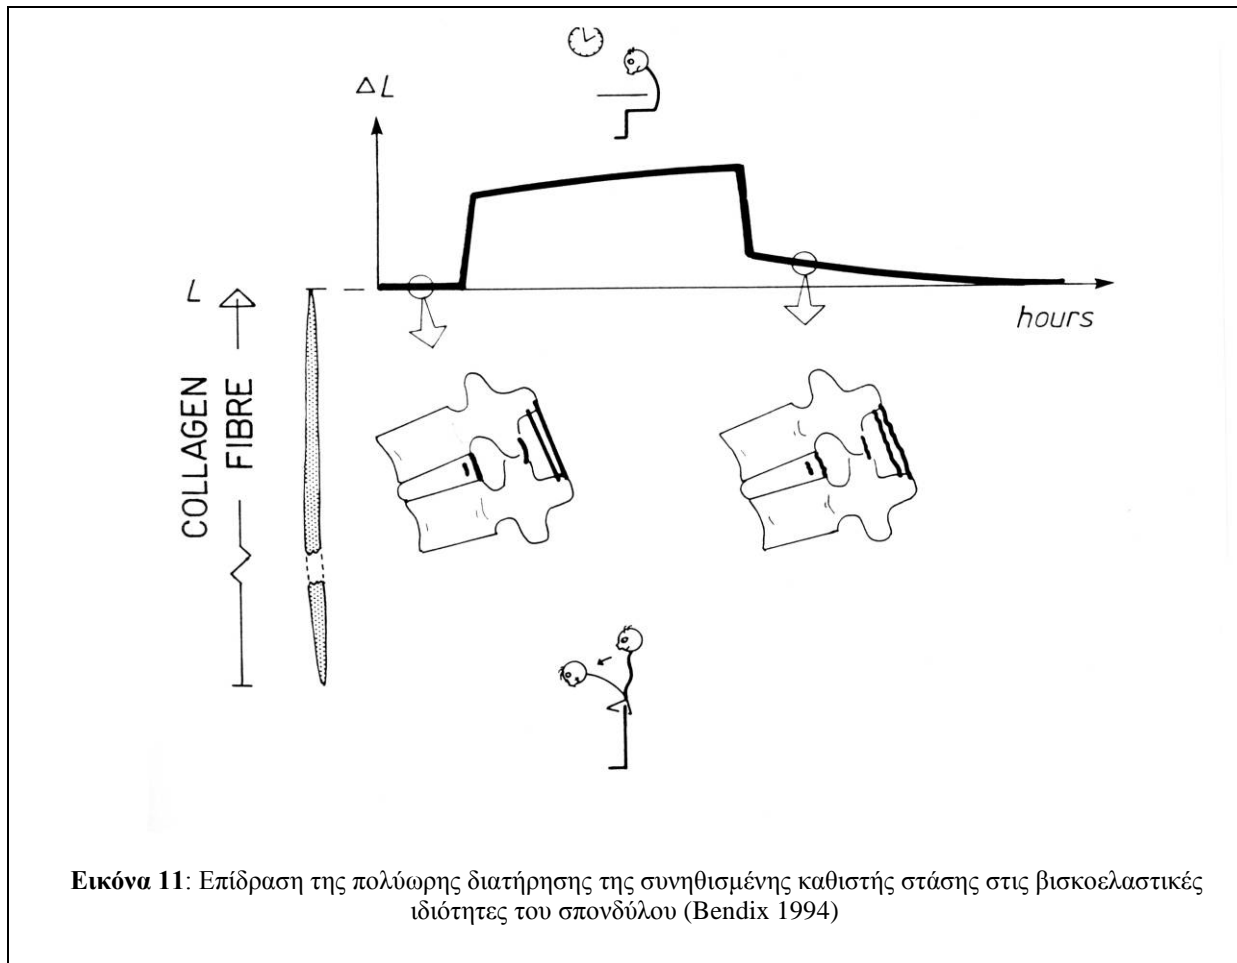 ΔL
L
hours
COLLAGEN
FIBRE
Εικόνα 11: Επίδραση της πολύωρης διατήρησης της συνηθισμένης καθιστής στάσης στις βισκοελαστικές
ιδιότητες του σπονδύλου (Bendix 1994)